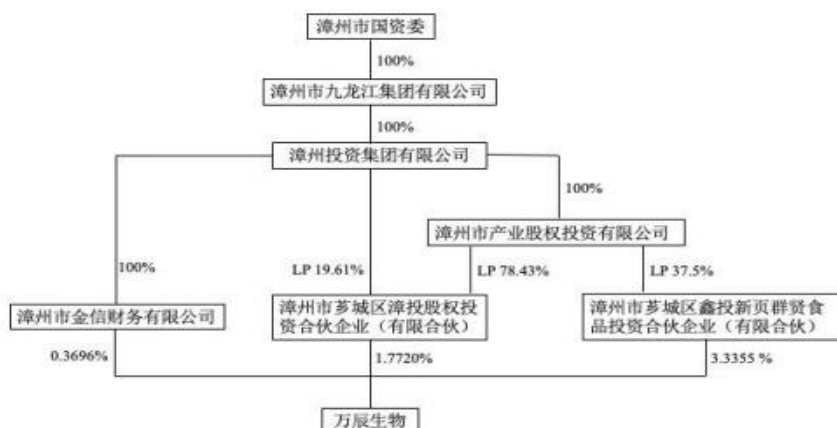 漳州市国资委
100%
漳州市九龙江集团有限公司
100%
漳州投资集团有限公司
100%
漳州市产业股权投资有限公司
100%
LP 19.61%
LP 78.43%
LP 37.5%
漳州市金信财务有限公司
漳州市芗城区漳投股权投
资合伙企业（有限合伙）
漳州市芗城区鑫投新页群贤食
品投资合伙企业（有限合伙）
0.3696%
1.7720%
3.3355 %
万辰生物